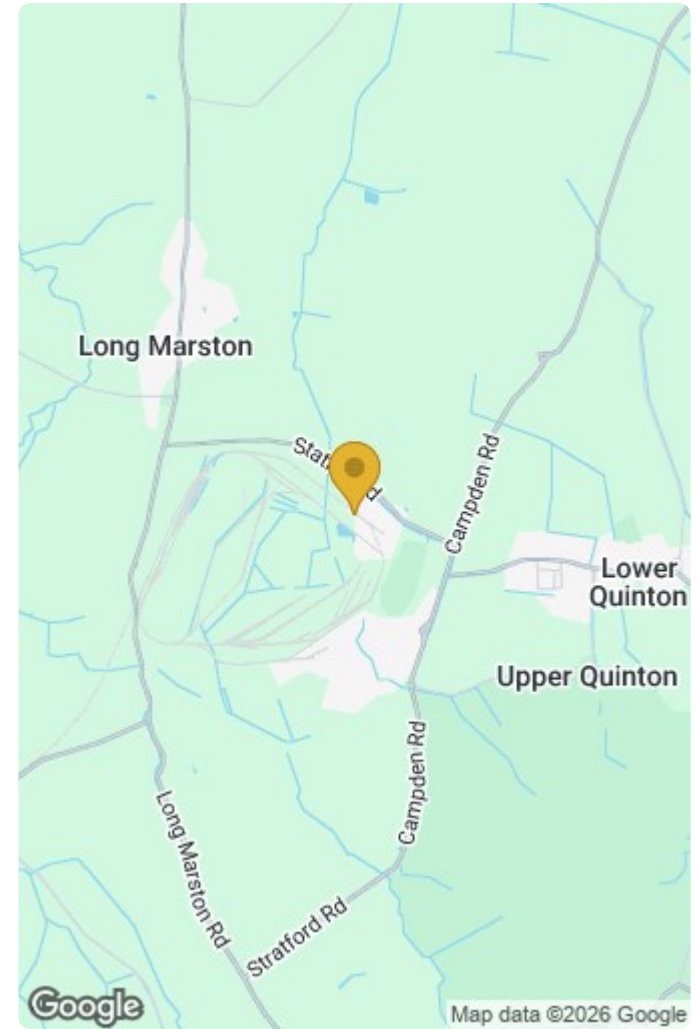 Long Marston
Campden Rd
Lower
Quinton
Upper Quinton
Campden Rd
Long Marston Rd
Stratford Rd
Google
Map data ©2026 Google